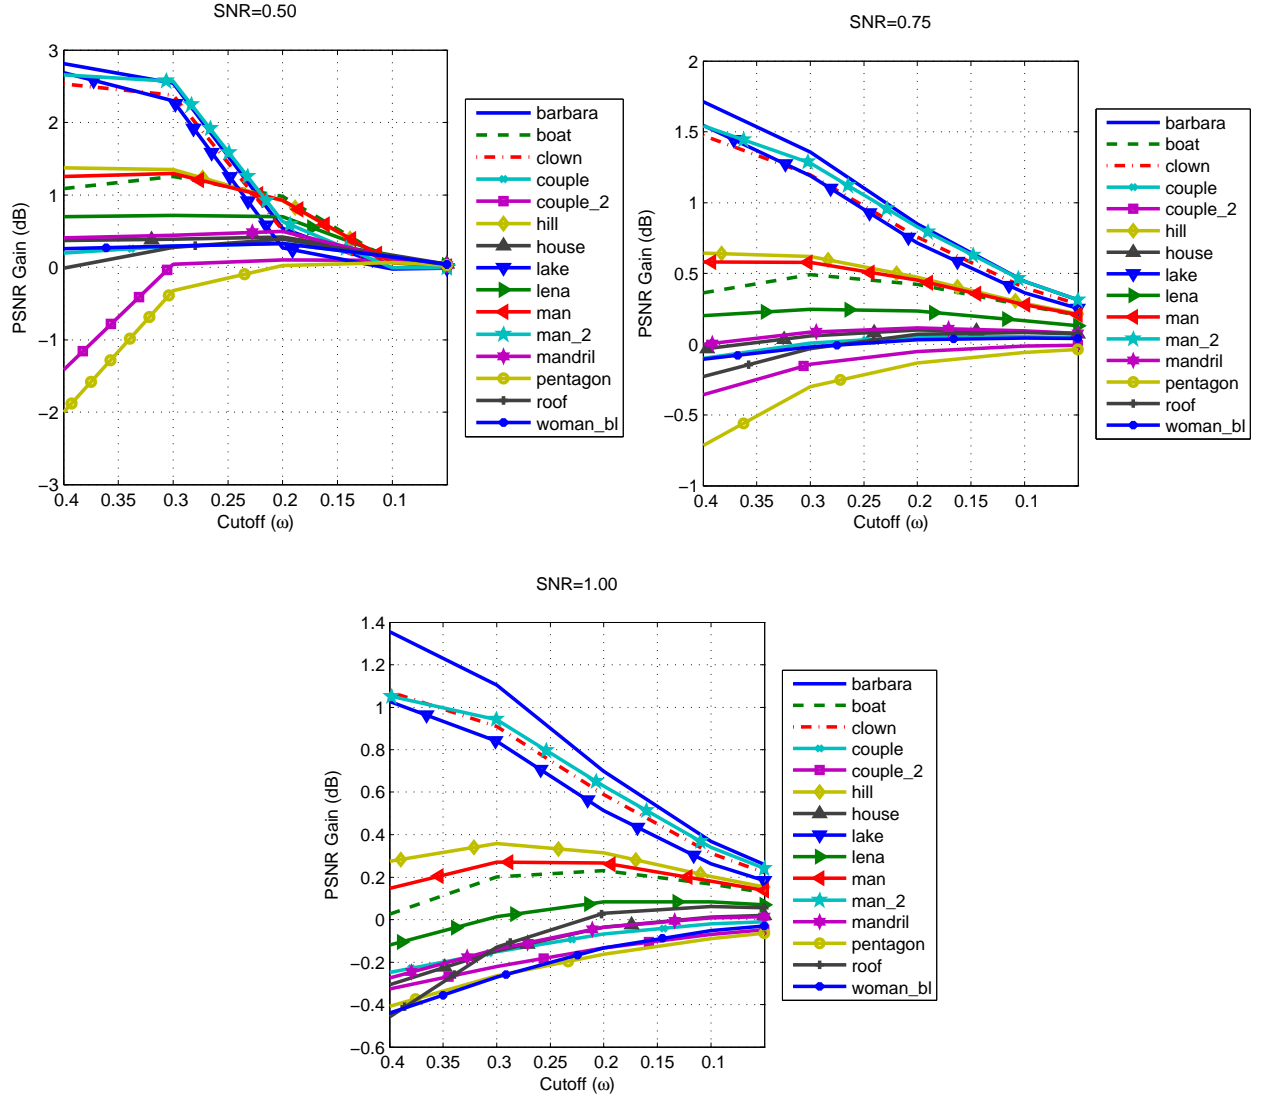 SNR=0.50
3
2
1
0
−1
−2
−3
0.4 0.35 0.3 0.25 0.2 0.15 0.1
Cutoff (ω)
PSNR Gain (dB)
barbara
boat
clown
couple
couple_2
hill
house
lake
lena
man
man_2
mandril
pentagon
roof
woman_bl
SNR=0.75
2
1.5
1
0.5
0
−0.5
−1
0.4 0.35 0.3 0.25 0.2 0.15 0.1
Cutoff (ω)
PSNR Gain (dB)
barbara
boat
clown
couple
couple_2
hill
house
lake
lena
man
man_2
mandril
pentagon
roof
woman_bl
SNR=1.00
1.4
1.2
1
0.8
0.6
0.4
0.2
0
−0.2
−0.4
−0.6
0.4 0.35 0.3 0.25 0.2 0.15 0.1
Cutoff (ω)
PSNR Gain (dB)
barbara
boat
clown
couple
couple_2
hill
house
lake
lena
man
man_2
mandril
pentagon
roof
woman_bl